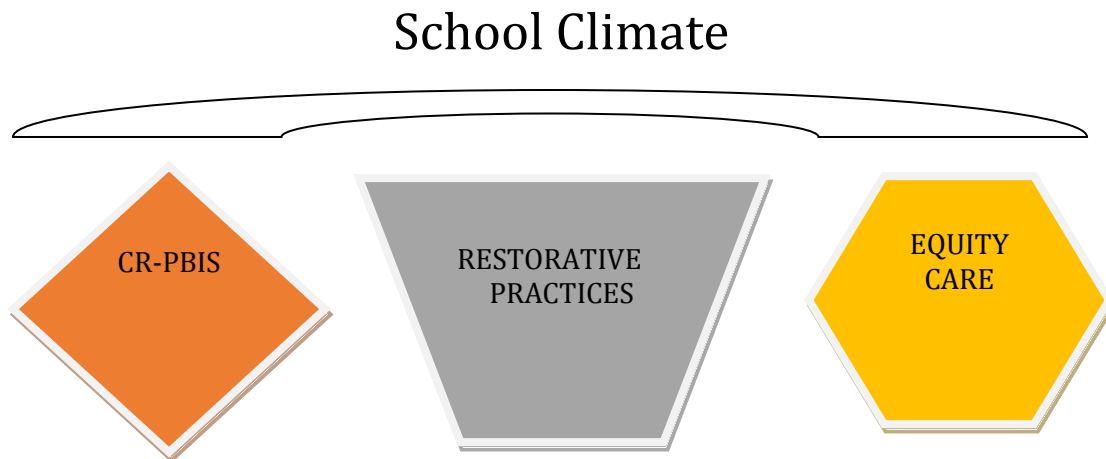 School Climate
CR-PBIS
RESTORATIVE
PRACTICES
EQUITY
CARE